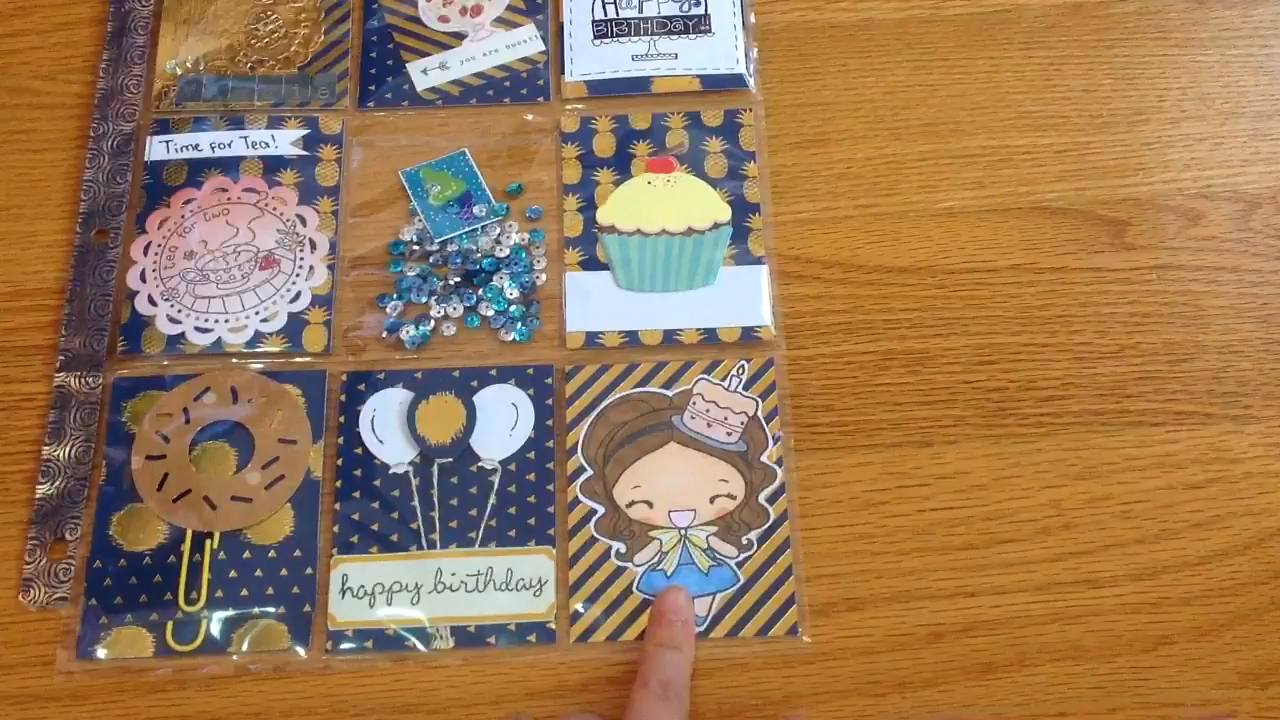 you are sweet!
Happy
BIRTHDAY!!
Time for Tea!
tea for two
happy birthday